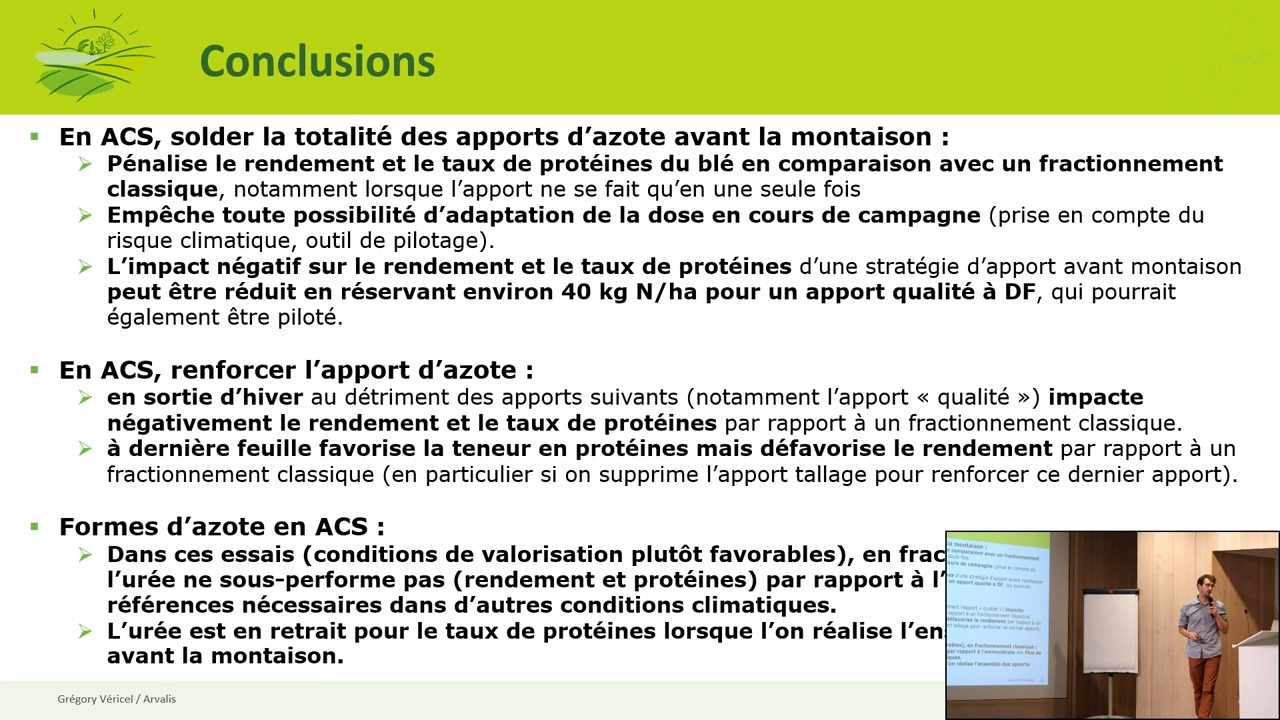 Conclusions
▪ En ACS, solder la totalité des apports d’azote avant la montaison :
➢ Pénalise le rendement et le taux de protéines du blé en comparaison avec un fractionnement
classique, notamment lorsque l’apport ne se fait qu’en une seule fois
➢ Empêche toute possibilité d’adaptation de la dose en cours de campagne (prise en compte du
risque climatique, outil de pilotage).
➢ L’impact négatif sur le rendement et le taux de protéines d’une stratégie d’apport avant montaison
peut être réduit en réservant environ 40 kg N/ha pour un apport qualité à DF, qui pourrait
également être piloté.
▪ En ACS, renforcer l’apport d’azote :
➢ en sortie d’hiver au détriment des apports suivants (notamment l’apport « qualité ») impacte
négativement le rendement et le taux de protéines par rapport à un fractionnement classique.
➢ à dernière feuille favorise la teneur en protéines mais défavorise le rendement par rapport à un
fractionnement classique (en particulier si on supprime l’apport tallage pour renforcer ce dernier apport).
▪ Formes d’azote en ACS :
➢ Dans ces essais (conditions de valorisation plutôt favorables), en frac
l’urée ne sous-performe pas (rendement et protéines) par rapport à l’
références nécessaires dans d’autres conditions climatiques.
➢ L’urée est en retrait pour le taux de protéines lorsque l’on réalise l’en
avant la montaison.
Grégory Véricel / Arvalis